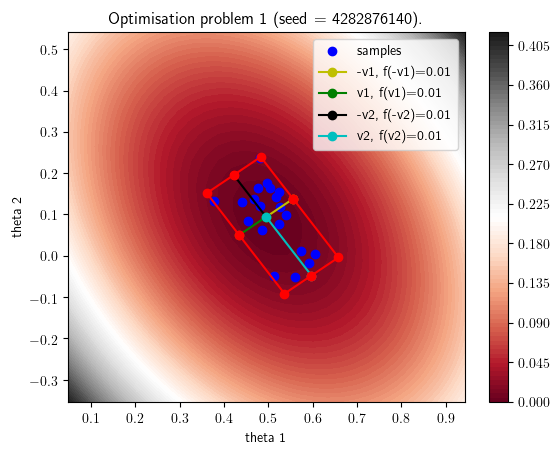 Optimisation problem 1 (seed = 4282876140).
samples
-v1, f(-v1)=0.01
v1, f(v1)=0.01
-v2, f(-v2)=0.01
v2, f(v2)=0.01
theta 2
0.5
0.4
0.3
0.2
0.1
0.0
−0.1
−0.2
−0.3
0.1 0.2 0.3 0.4 0.5 0.6 0.7 0.8 0.9
theta 1
0.405
0.360
0.315
0.270
0.225
0.180
0.135
0.090
0.045
0.000